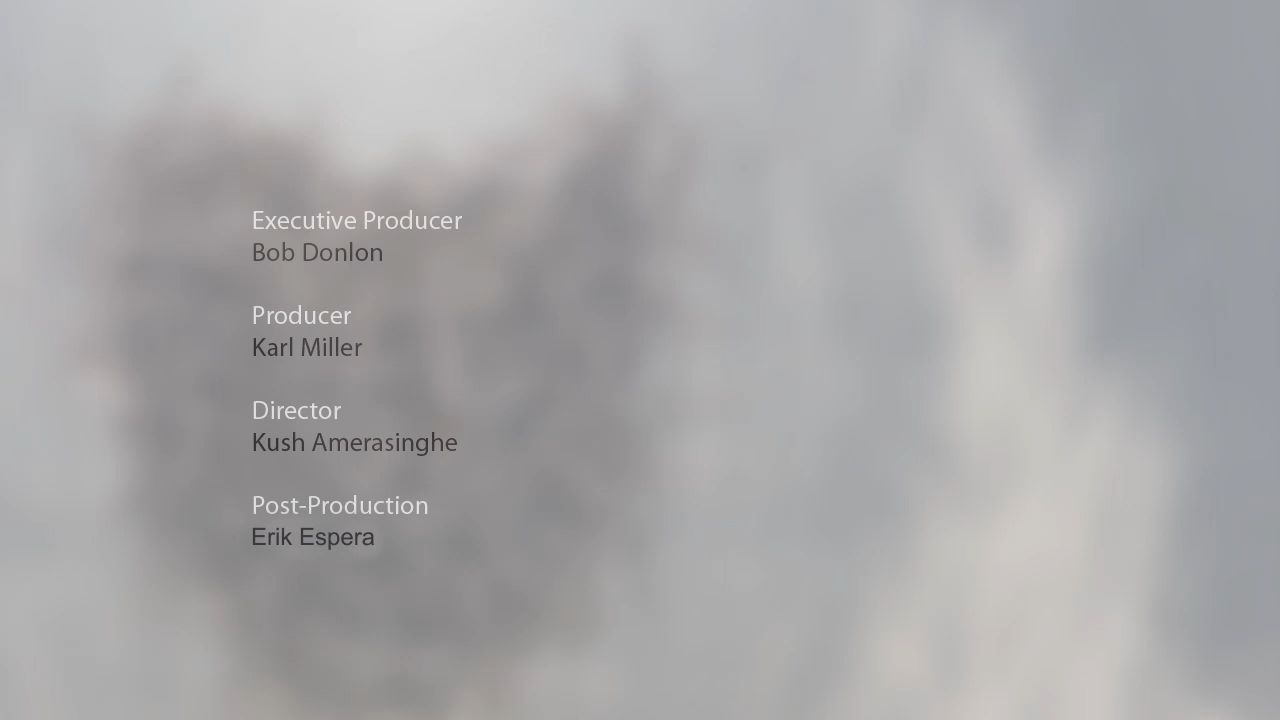 Executive Producer
Bob Donlon
Producer
Karl Miller
Director
Kush Amerasinghe
Post-Production
Erik Espera